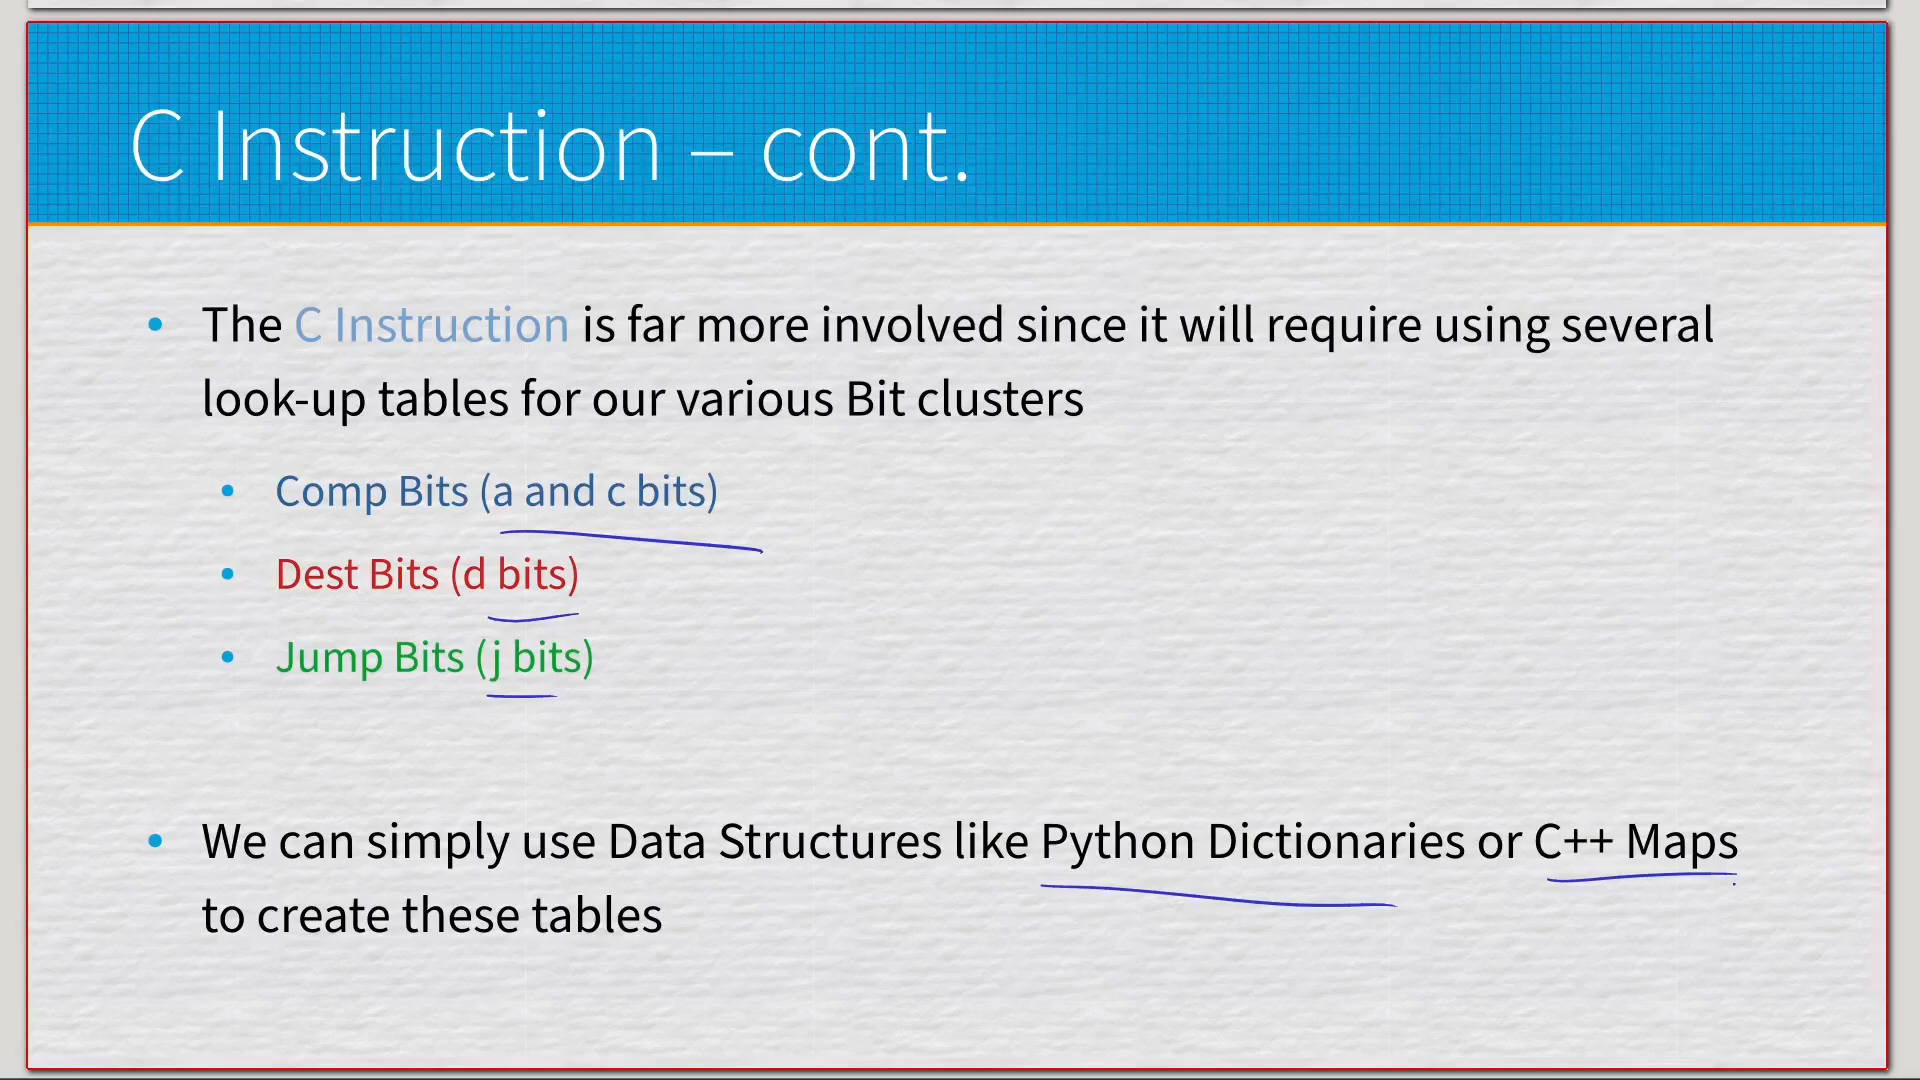 C Instruction – cont.
• The C Instruction is far more involved since it will require using several
look-up tables for our various Bit clusters
• Comp Bits (a and c bits)
• Dest Bits (d bits)
• Jump Bits (j bits)
• We can simply use Data Structures like Python Dictionaries or C++ Maps
to create these tables